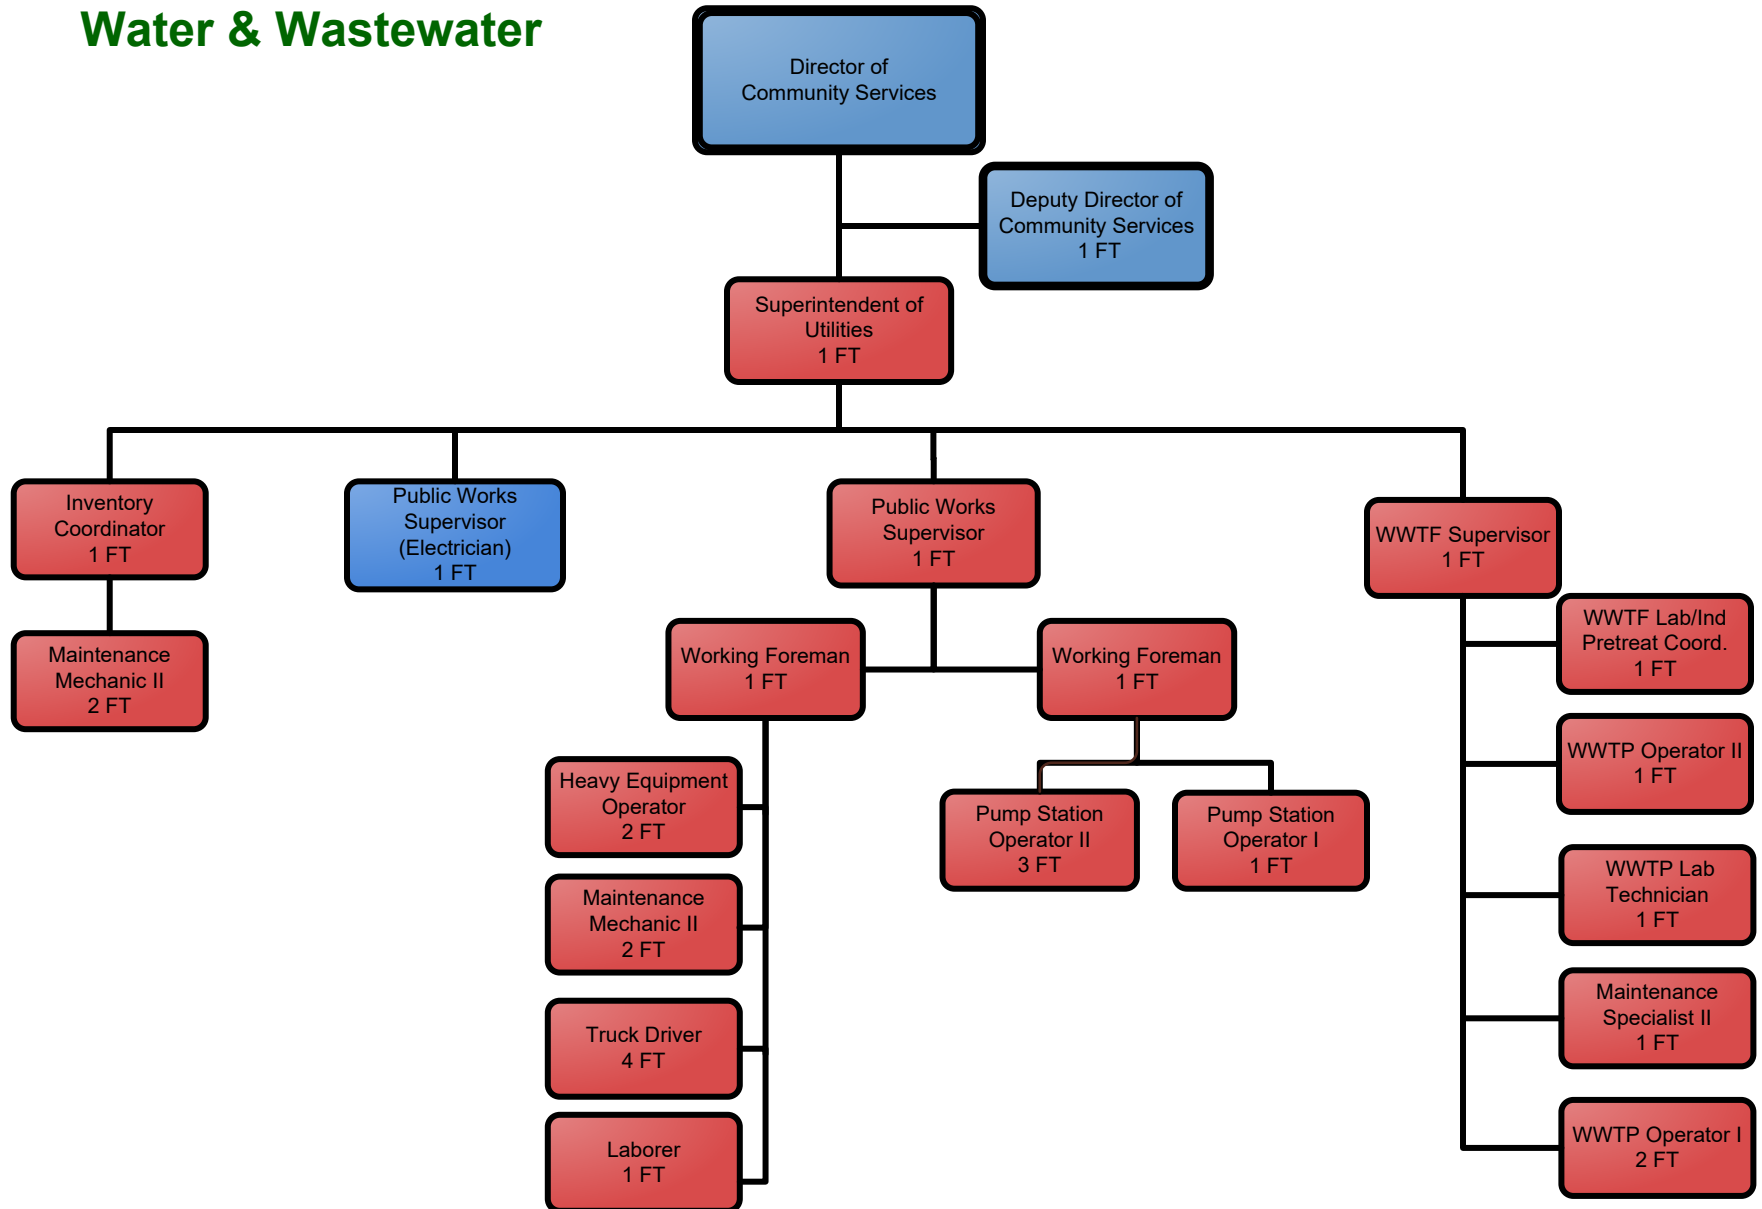 Water & Wastewater
Director of
Community Services
Deputy Director of
Community Services
1 FT
Superintendent of
Utilities
1 FT
Inventory
Coordinator
1 FT
Public Works
Supervisor
(Electrician)
1 FT
Public Works
Supervisor
1 FT
WWTF Supervisor
1 FT
Maintenance
Mechanic II
2 FT
Working Foreman
1 FT
Working Foreman
1 FT
WWTF Lab/Ind
Pretreat Coord.
1 FT
WWTP Operator II
1 FT
Heavy Equipment
Operator
2 FT
Pump Station
Operator II
3 FT
Pump Station
Operator I
1 FT
WWTP Lab
Technician
1 FT
Maintenance
Mechanic II
2 FT
Maintenance
Specialist II
1 FT
Truck Driver
4 FT
WWTP Operator I
2 FT
Laborer
1 FT